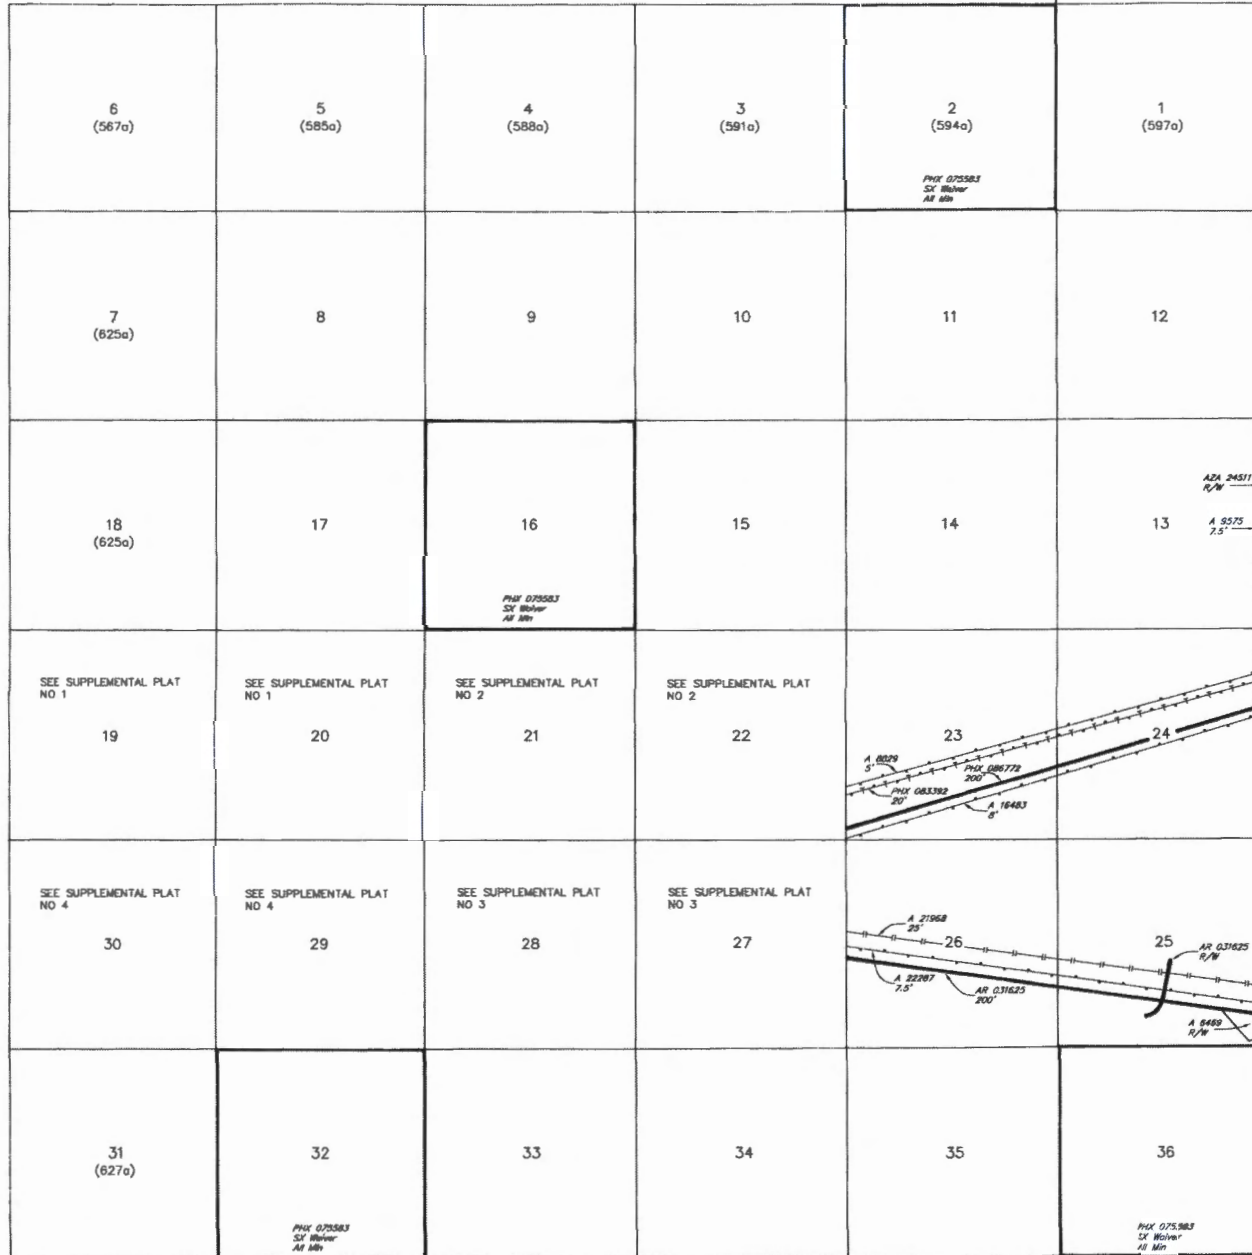 6
(567a)
5
(585a)
4
(588a)
3
(591a)
2
(594a)
PHX 075583
SX Waiver
All Min
1
(597a)
7
(625a)
8
9
10
11
12
18
(625a)
17
16
PHX 075583
SX Waiver
All Min
15
14
13
AZA 24511
R/W
A 9575
7.5'
SEE SUPPLEMENTAL PLAT
NO 1
19
SEE SUPPLEMENTAL PLAT
NO 1
20
SEE SUPPLEMENTAL PLAT
NO 2
21
SEE SUPPLEMENTAL PLAT
NO 2
22
23
A 8029
5'
PHX 083392
20'
PHX 086772
200'
A 16483
8'
24
SEE SUPPLEMENTAL PLAT
NO 4
30
SEE SUPPLEMENTAL PLAT
NO 4
29
SEE SUPPLEMENTAL PLAT
NO 3
28
SEE SUPPLEMENTAL PLAT
NO 3
27
A 21968
25'
26
A 22287
7.5'
AR 031625
200'
25
AR 031625
R/W
A 6469
R/W
31
(627a)
32
PHX 075583
SX Waiver
All Min
33
34
35
36
PHX 075583
SX Waiver
All Min